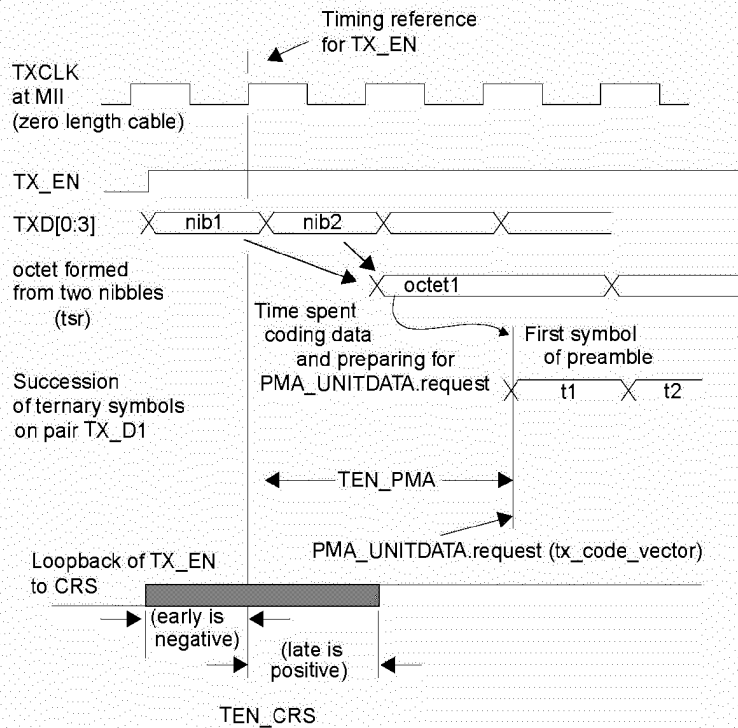 Timing reference
for TX_EN
TXCLK
at MII
(zero length cable)
TX_EN
TXD[0:3]
nib1
nib2
octet formed
from two nibbles
(tsr)
octet1
Time spent
coding data
and preparing for
PMA_UNITDATA.request
First symbol
of preamble
Succession
of ternary symbols
on pair TX_D1
t1
t2
TEN_PMA
PMA_UNITDATA.request (tx_code_vector)
Loopback of TX_EN
to CRS
(early is
negative)
(late is
positive)
TEN_CRS